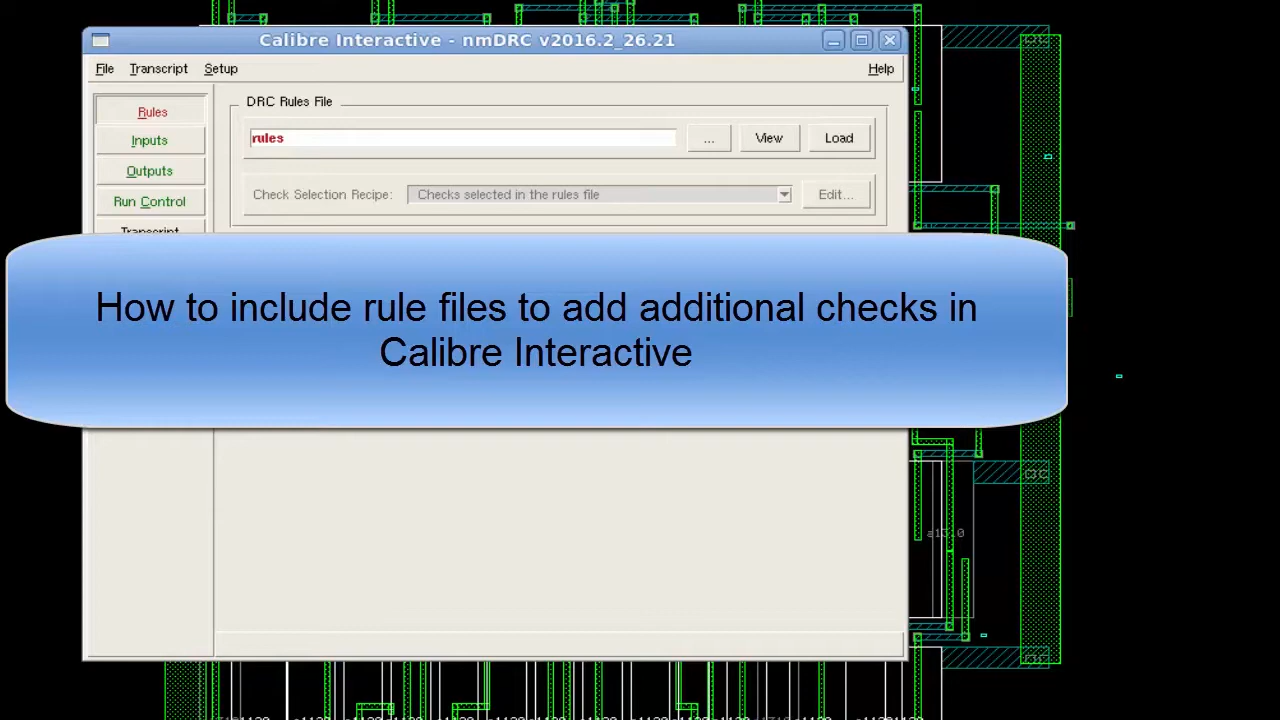 Calibre Interactive - nmDRC v2016.2_26.21
File Transcript Setup Help
Rules
Inputs
Outputs
Run Control
Transcript
DRC Rules File
rules ... View Load
Check Selection Recipe: Checks selected in the rules file Edit...
How to include rule files to add additional checks in
Calibre Interactive